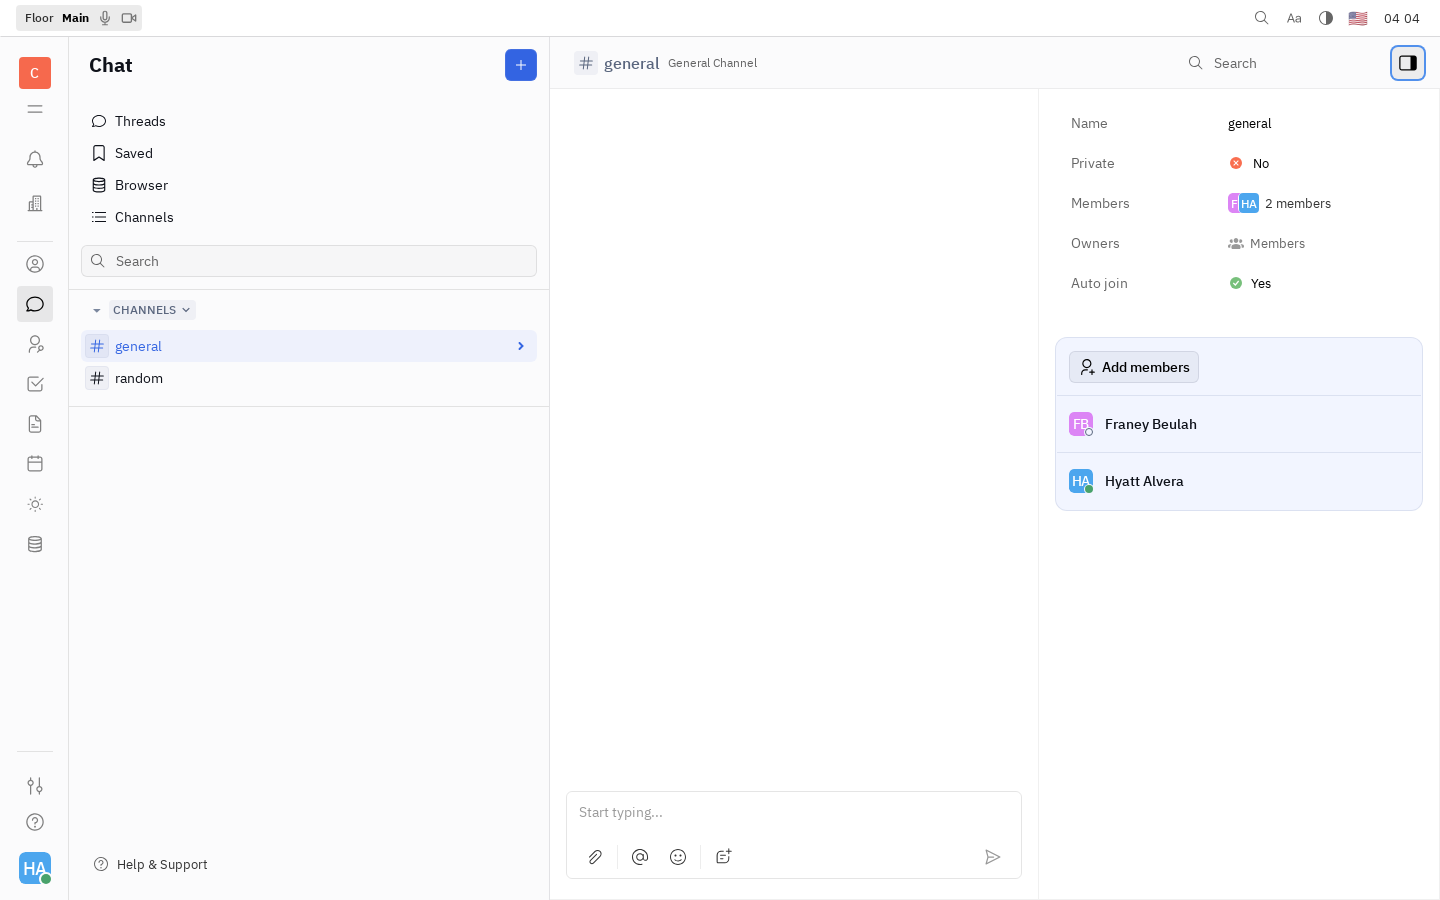 Floor Main
Aa
04 04
C
Chat
Threads
Saved
Browser
Channels
Search
CHANNELS
general
random
Help & Support
HA
general General Channel
Search
Start typing...
Name general
Private No
Members F HA 2 members
Owners Members
Auto join Yes
Add members
FB Franey Beulah
HA Hyatt Alvera